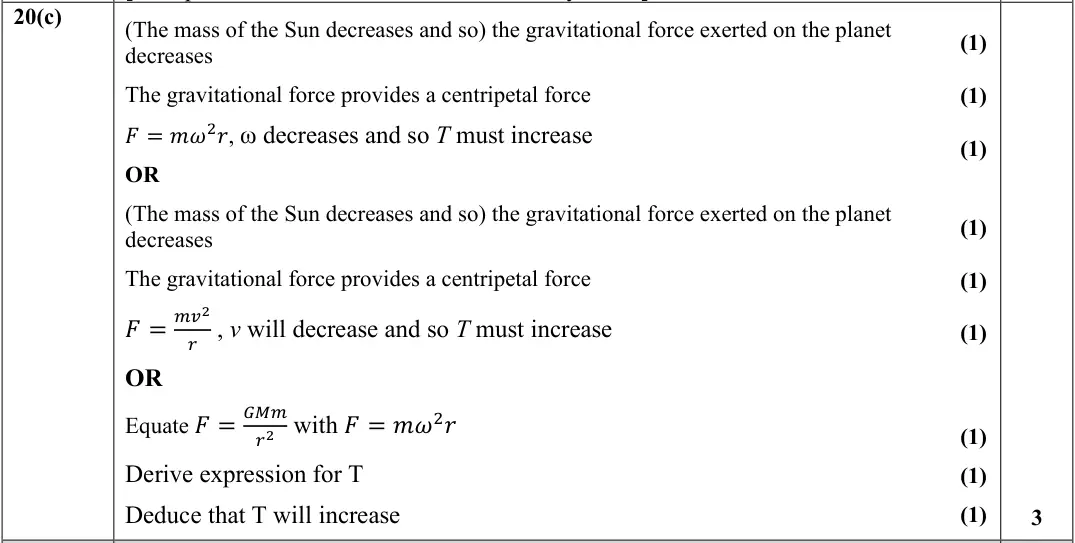 20(c)
(The mass of the Sun decreases and so) the gravitational force exerted on the planet
decreases
(1)
The gravitational force provides a centripetal force (1)
𝐹 = 𝑚𝜔²𝑟, ω decreases and so T must increase
(1)
OR
(The mass of the Sun decreases and so) the gravitational force exerted on the planet
decreases
(1)
The gravitational force provides a centripetal force (1)
𝐹 = 𝑚𝑣²/𝑟 , v will decrease and so T must increase (1)
OR
Equate 𝐹 = 𝐺𝑀𝑚/𝑟² with 𝐹 = 𝑚𝜔²𝑟
(1)
Derive expression for T (1)
Deduce that T will increase (1) 3